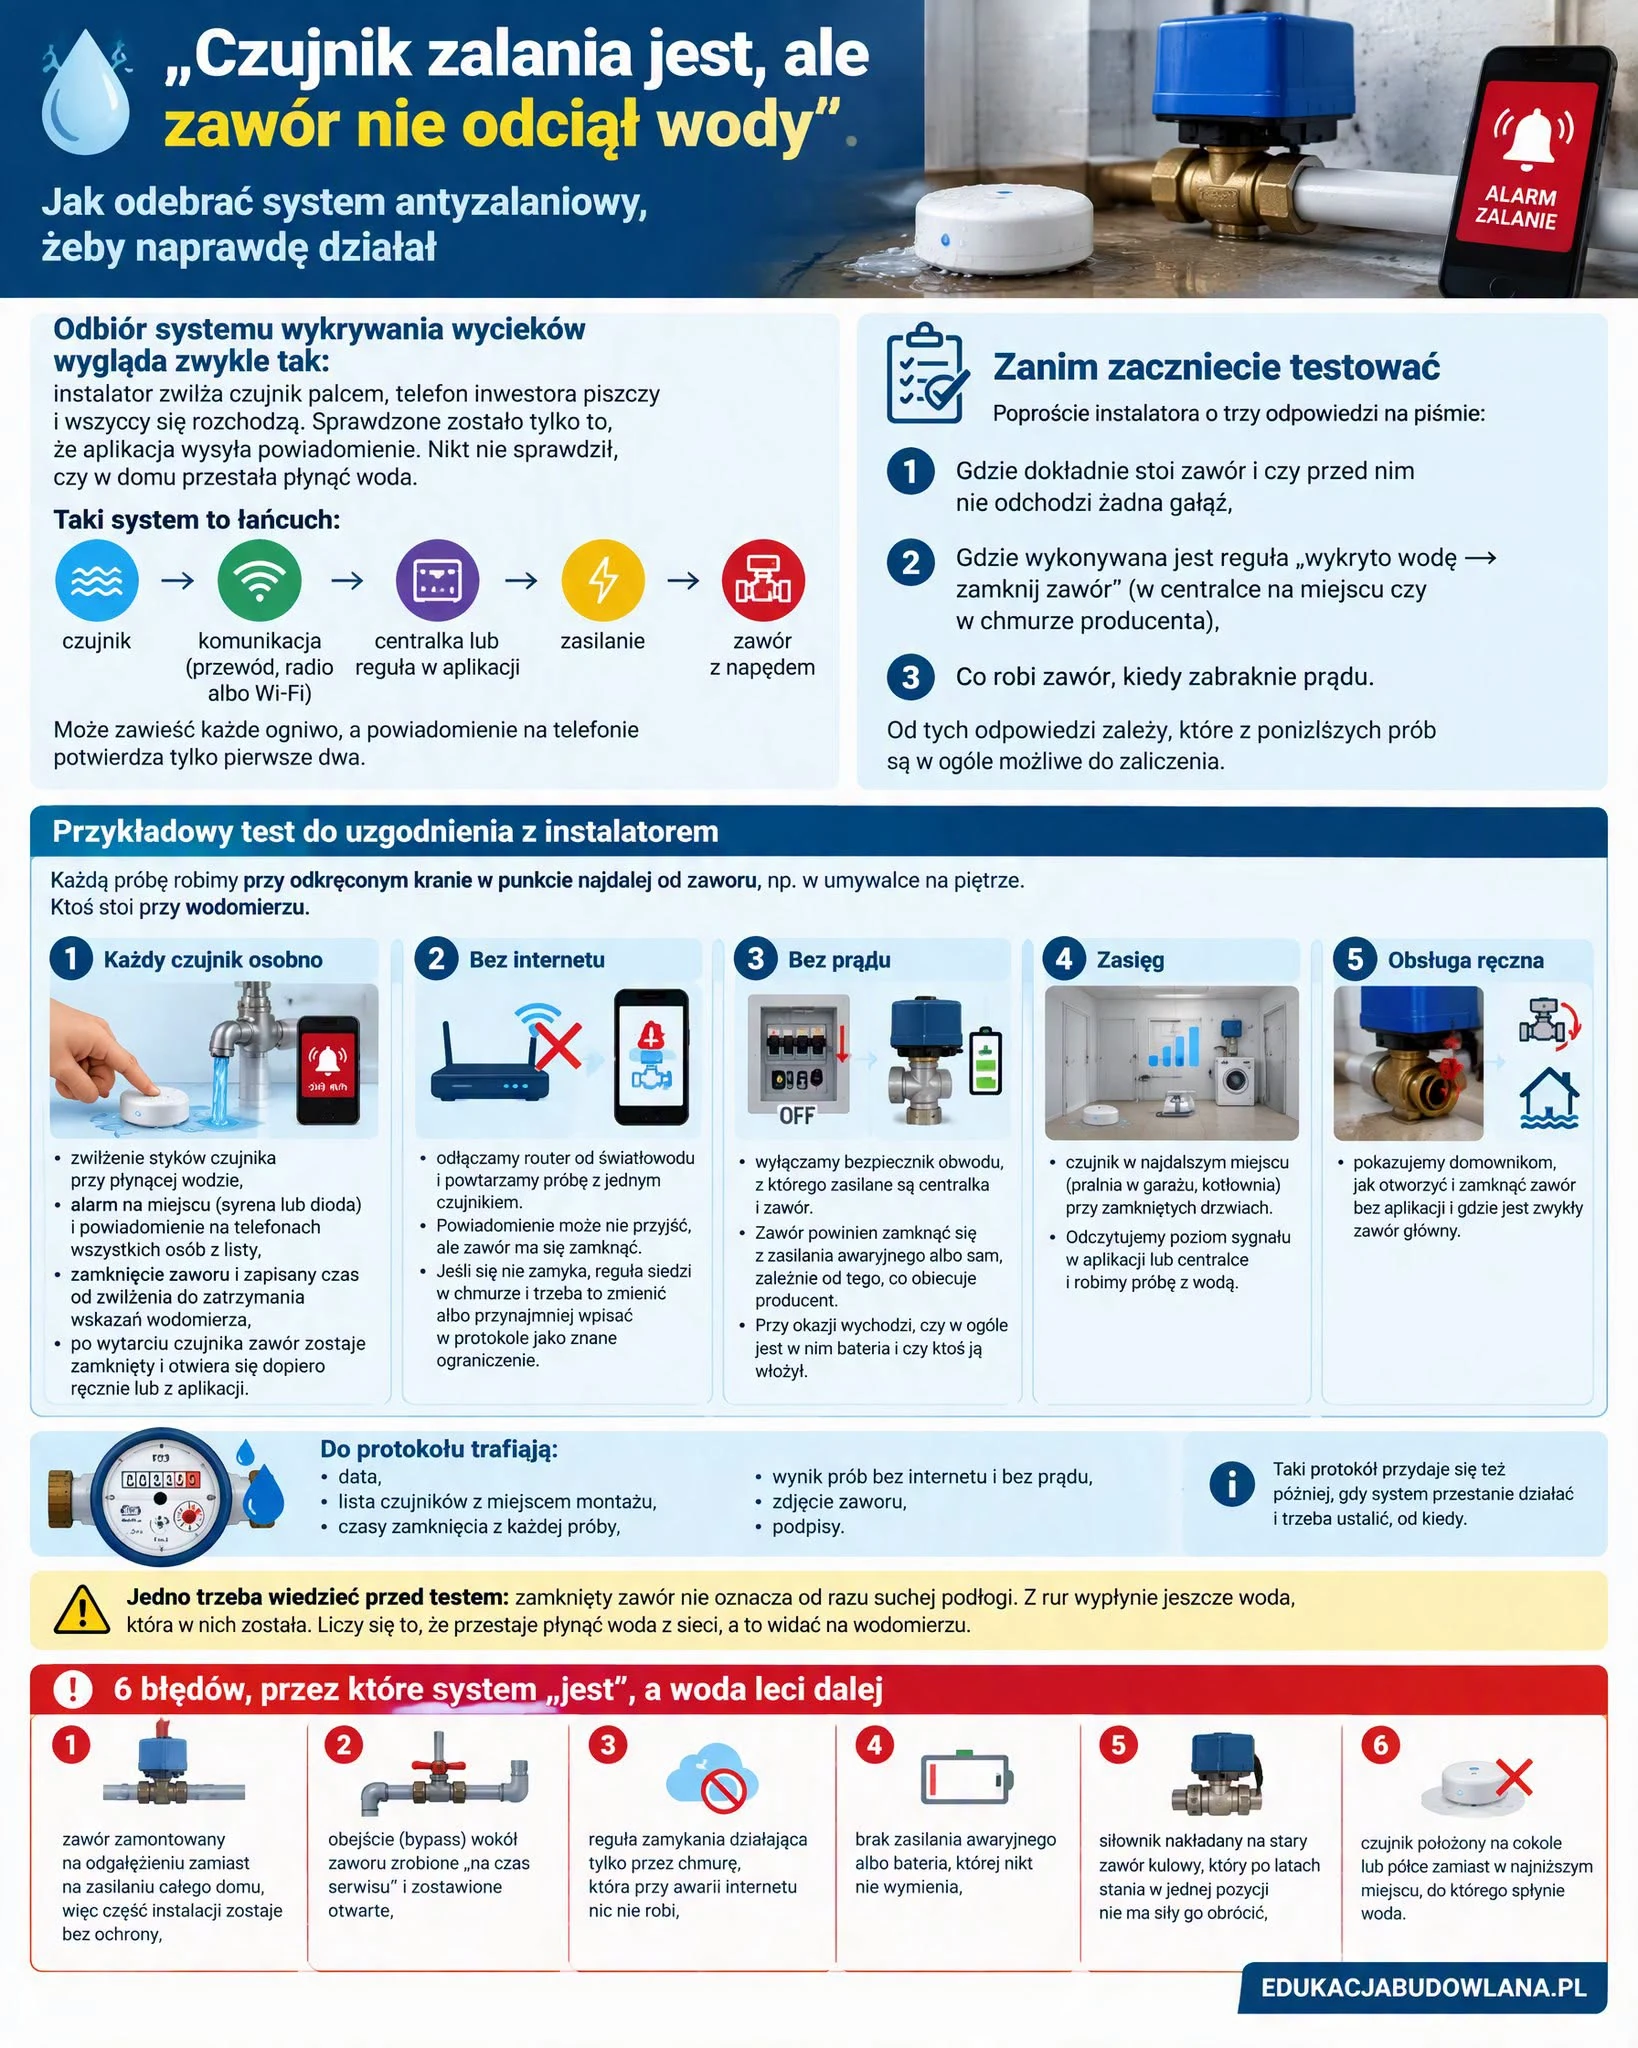 „Czujnik zalania jest, ale
zawór nie odciął wody”.
Jak odebrać system antyzalaniowy,
żeby naprawdę działał
ALARM
ZALANIE
Odbiór systemu wykrywania wycieków
wygląda zwykle tak:
instalator zwilża czujnik palcem, telefon inwestora piszczy
i wszyccy się rozchodzą. Sprawdzone zostało tylko to,
że aplikacja wysyła powiadomienie. Nikt nie sprawdził,
czy w domu przestała płynąć woda.
Taki system to łańcuch:
czujnik
komunikacja
(przewód, radio
albo Wi-Fi)
centralka lub
reguła w aplikacji
zasilanie
zawór
z napędem
Może zawieść każde ogniwo, a powiadomienie na telefonie
potwierdza tylko pierwsze dwa.
Zanim zaczniecie testować
Poproście instalatora o trzy odpowiedzi na piśmie:
1 Gdzie dokładnie stoi zawór i czy przed nim
nie odchodzi żadna gałąź,
2 Gdzie wykonywana jest reguła „wykryto wodę →
zamknij zawór” (w centralce na miejscu czy
w chmurze producenta),
3 Co robi zawór, kiedy zabraknie prądu.
Od tych odpowiedzi zależy, które z ponizlszych prób
są w ogóle możliwe do zaliczenia.
Przykładowy test do uzgodnienia z instalatorem
Każdą próbę robimy przy odkręconym kranie w punkcie najdalej od zaworu, np. w umywalce na piętrze.
Ktoś stoi przy wodomierzu.
1 Każdy czujnik osobno
• zwilżenie styków czujnika
przy płynącej wodzie,
• alarm na miejscu (syrena lub dioda)
i powiadomienie na telefonach
wszystkich osób z listy,
• zamknięcie zaworu i zapisany czas
od zwilżenia do zatrzymania
wskazań wodomierza,
• po wytarciu czujnika zawór zostaje
zamknięty i otwiera się dopiero
ręcznie lub z aplikacji.
2 Bez internetu
• odłączamy router od światłowodu
i powtarzamy próbę z jednym
czujnikiem.
• Powiadomienie może nie przyjść,
ale zawór ma się zamknąć.
• Jeśli się nie zamyka, reguła siedzi
w chmurze i trzeba to zmienić
albo przynajmniej wpisać
w protokole jako znane
ograniczenie.
3 Bez prądu
OFF
• wyłączamy bezpiecznik obwodu,
z którego zasilane są centralka
i zawór.
• Zawór powinien zamknąć się
z zasilania awaryjnego albo sam,
zależnie od tego, co obiecuje
producent.
• Przy okazji wychodzi, czy w ogóle
jest w nim bateria i czy ktoś ją
włożył.
4 Zasięg
• czujnik w najdalszym miejscu
(pralnia w garażu, kotłownia)
przy zamkniętych drzwiach.
• Odczytujemy poziom sygnału
w aplikacji lub centralce
i robimy próbę z wodą.
5 Obsługa ręczna
• pokazujemy domownikom,
jak otworzyć i zamknąć zawór
bez aplikacji i gdzie jest zwykły
zawór główny.
Do protokołu trafiają:
• data,
• lista czujników z miejscem montażu,
• czasy zamknięcia z każdej próby,
• wynik prób bez internetu i bez prądu,
• zdjęcie zaworu,
• podpisy.
i
Taki protokół przydaje się też
później, gdy system przestanie działać
i trzeba ustalić, od kiedy.
Jedno trzeba wiedzieć przed testem: zamknięty zawór nie oznacza od razu suchej podłogi. Z rur wypłynie jeszcze woda,
która w nich została. Liczy się to, że przestaje płynąć woda z sieci, a to widać na wodomierzu.
! 6 błędów, przez które system „jest”, a woda leci dalej
1
zawór zamontowany
na odgałęzieniu zamiast
na zasilaniu całego domu,
więc część instalacji zostaje
bez ochrony,
2
obejście (bypass) wokół
zaworu zrobione „na czas
serwisu” i zostawione
otwarte,
3
reguła zamykania działająca
tylko przez chmurę,
która przy awarii internetu
nic nie robi,
4
brak zasilania awaryjnego
albo bateria, której nikt
nie wymienia,
5
siłownik nakładany na stary
zawór kulowy, który po latach
stania w jednej pozycji
nie ma siły go obrócić,
6
czujnik położony na cokole
lub półce zamiast w najniższym
miejscu, do którego spłynie
woda.
EDUKACJABUDOWLANA.PL